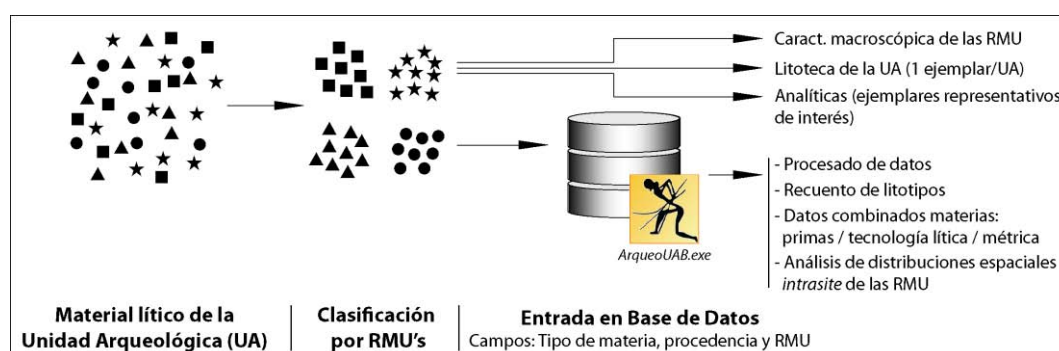 Caract. macroscópica de las RMU
Litoteca de la UA (1 ejemplar/UA)
Analíticas (ejemplares representativos
de interés)
- Procesado de datos
- Recuento de litotipos
- Datos combinados materias:
primas / tecnología lítica / métrica
- Análisis de distribuciones espaciales
intrasite de las RMU
ArqueoUAB.exe
Material lítico de la
Unidad Arqueológica (UA)
Clasificación
por RMU's
Entrada en Base de Datos
Campos: Tipo de materia, procedencia y RMU